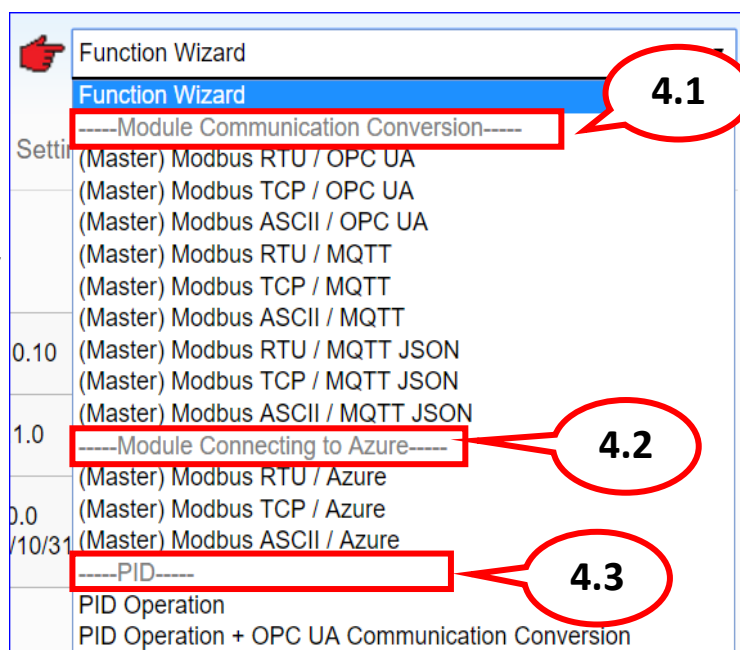 Function Wizard
Function Wizard
4.1
-----Module Communication Conversion-----
(Master) Modbus RTU / OPC UA
(Master) Modbus TCP / OPC UA
(Master) Modbus ASCII / OPC UA
(Master) Modbus RTU / MQTT
(Master) Modbus TCP / MQTT
(Master) Modbus ASCII / MQTT
0.10
(Master) Modbus RTU / MQTT JSON
(Master) Modbus TCP / MQTT JSON
(Master) Modbus ASCII / MQTT JSON
1.0
-----Module Connecting to Azure-----
4.2
(Master) Modbus RTU / Azure
(Master) Modbus TCP / Azure
(Master) Modbus ASCII / Azure
/10/31
-----PID-----
4.3
PID Operation
PID Operation + OPC UA Communication Conversion